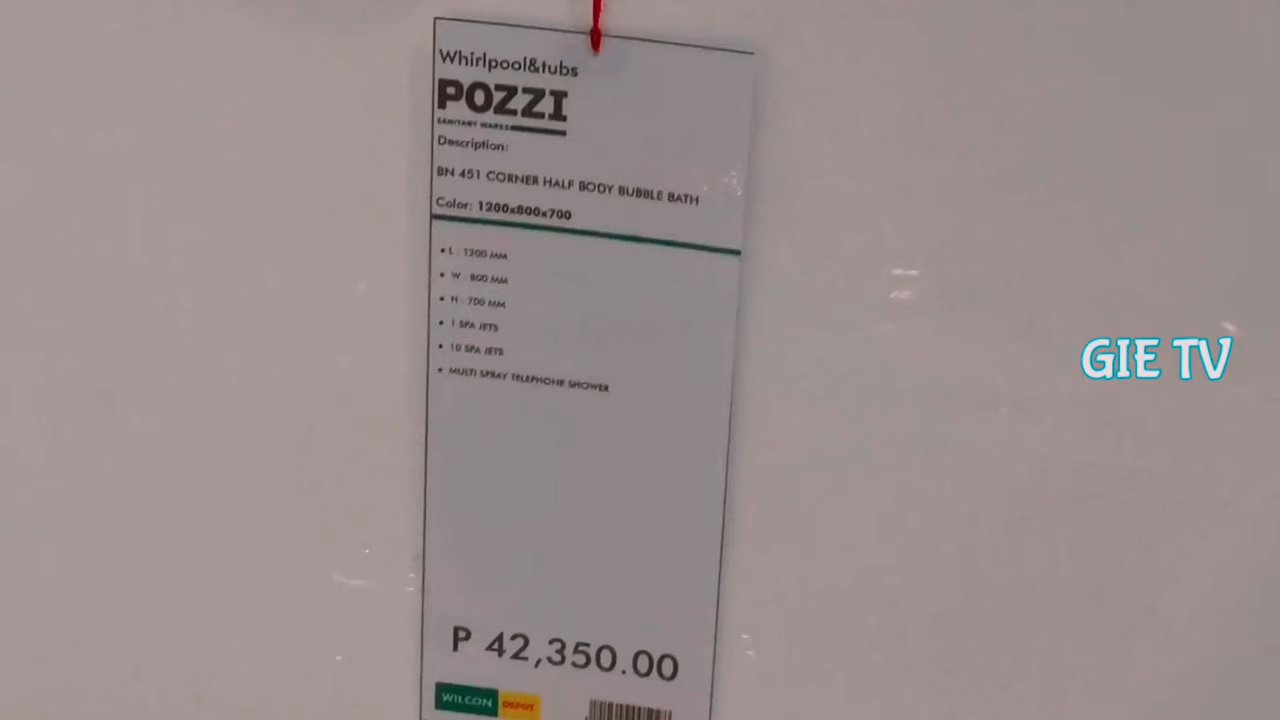 Whirlpool&tubs
POZZI
SANITARY WARES
Description:
BN 451 CORNER HALF BODY BUBBLE BATH
Color: 1200x800x700
• L : 1200 MM
• W : 800 MM
• H : 700 MM
• 1 SPA JETS
• 10 SPA JETS
• MULTI SPRAY TELEPHONE SHOWER
GIE TV
P 42,350.00
WILCON DEPOT